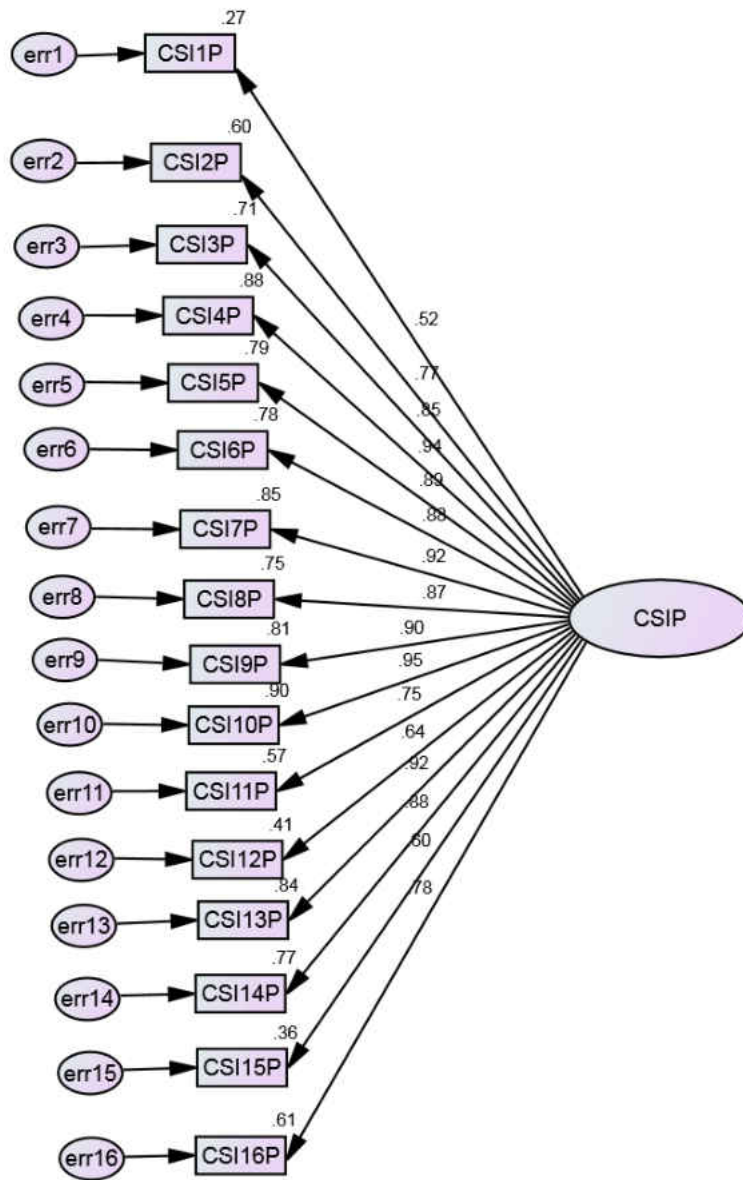 .27
err1 CSI1P
.60
err2 CSI2P
.71
err3 CSI3P
.88
err4 CSI4P
.79
err5 CSI5P
.78
err6 CSI6P
.85
err7 CSI7P
.75
err8 CSI8P
.81
err9 CSI9P
.90
err10 CSI10P
.57
err11 CSI11P
.41
err12 CSI12P
.84
err13 CSI13P
.77
err14 CSI14P
.36
err15 CSI15P
.61
err16 CSI16P
.52
.77
.85
.94
.89
.88
.92
.87
.90
.95
.75
.64
.92
.88
.60
.78
CSIP